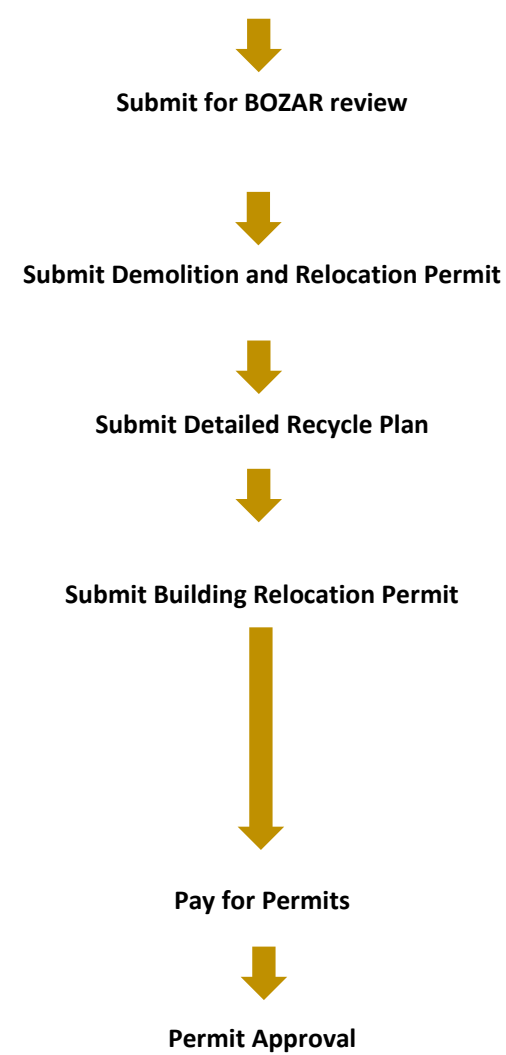 Submit for BOZAR review
Submit Demolition and Relocation Permit
Submit Detailed Recycle Plan
Submit Building Relocation Permit
Pay for Permits
Permit Approval